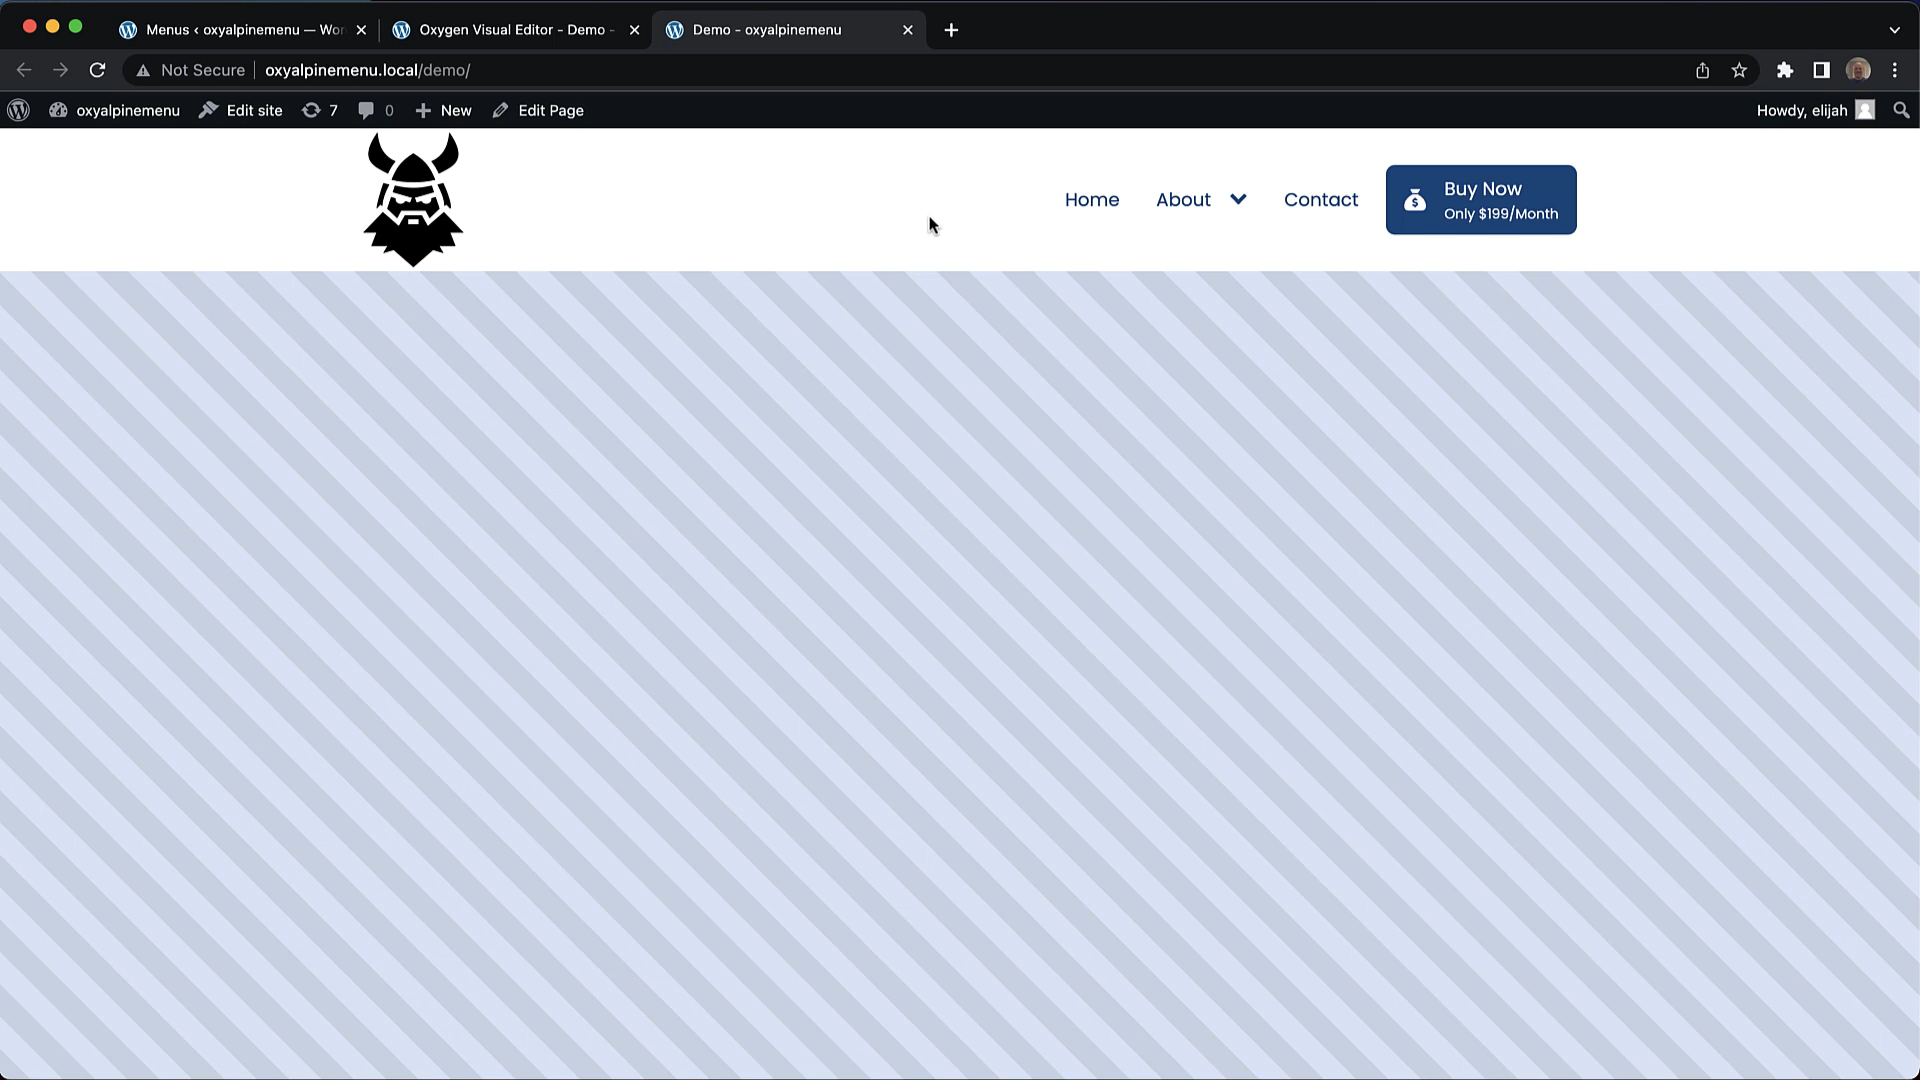 Menus ‹ oxyalpinemenu — Wor
Oxygen Visual Editor - Demo -
Demo - oxyalpinemenu
Not Secure
oxyalpinemenu.local/demo/
oxyalpinemenu
Edit site
7
0
New
Edit Page
Howdy, elijah
Home
About
Contact
Buy Now
Only $199/Month